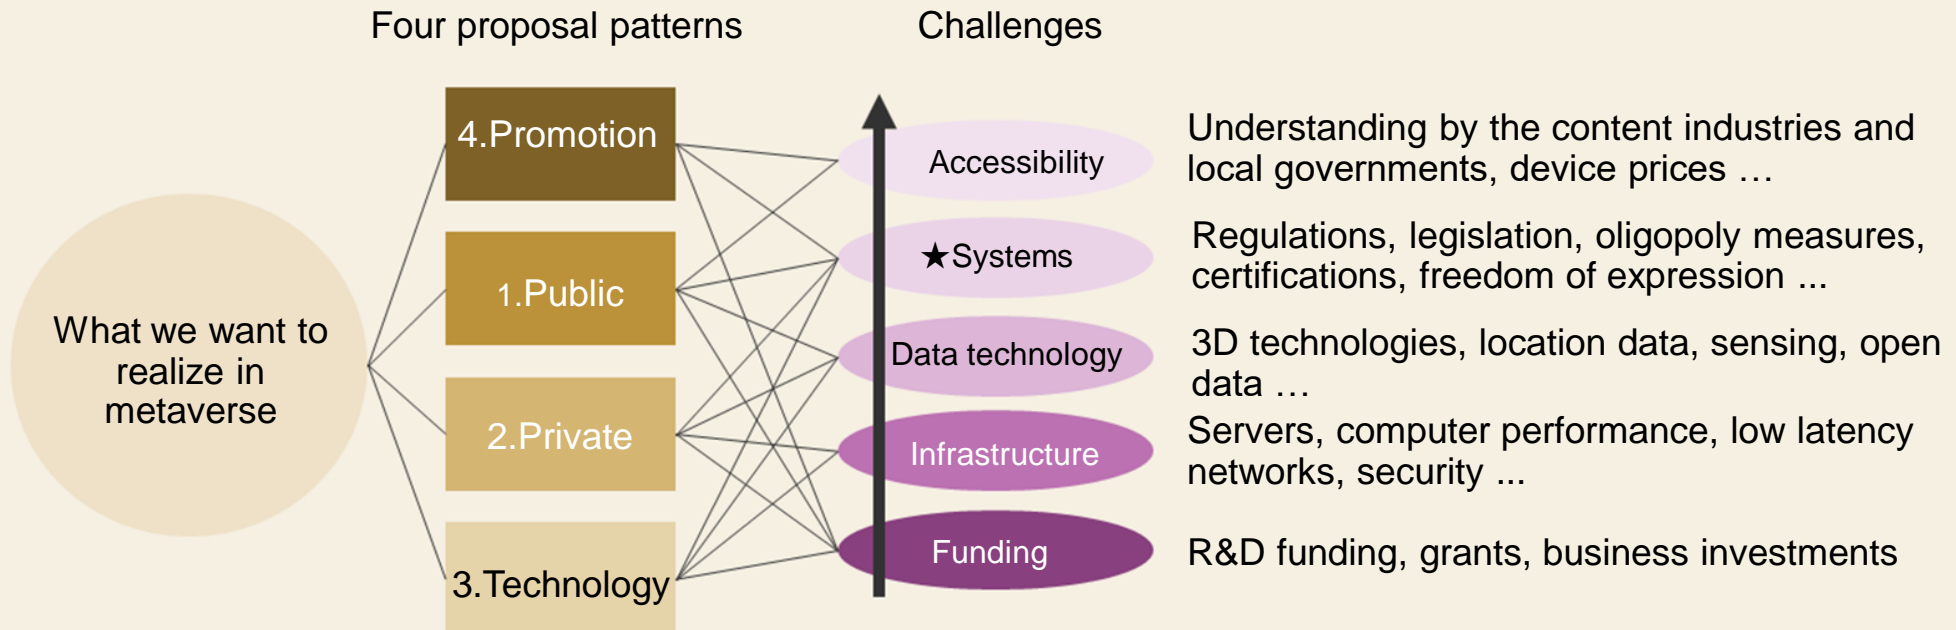 Four proposal patterns
Challenges
What we want to
realize in
metaverse
4.Promotion
1.Public
2.Private
3.Technology
Accessibility
Understanding by the content industries and
local governments, device prices …
★Systems
Regulations, legislation, oligopoly measures,
certifications, freedom of expression ...
Data technology
3D technologies, location data, sensing, open
data …
Infrastructure
Servers, computer performance, low latency
networks, security ...
Funding
R&D funding, grants, business investments